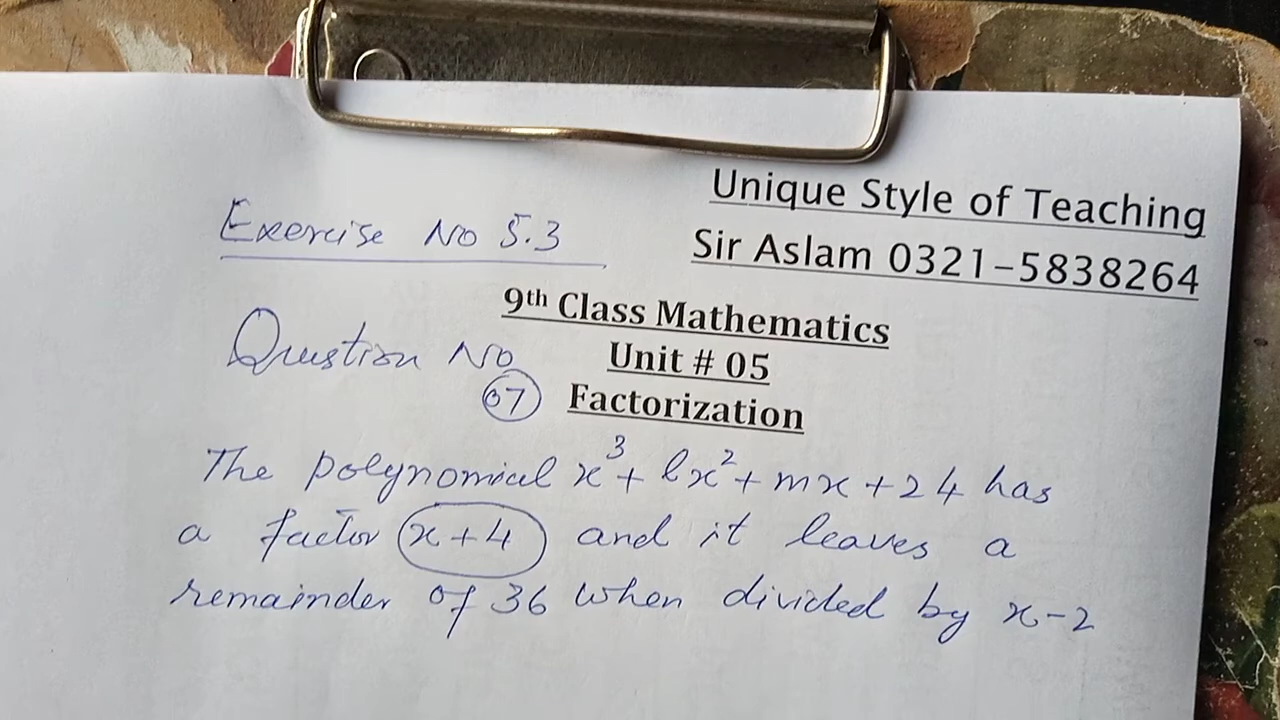 Unique Style of Teaching
Exercise No 5.3
Sir Aslam 0321-5838264
9th Class Mathematics
Question No
Unit # 05
07
Factorization
The polynomial x³ + lx² + mx + 24 has
a factor x + 4 and it leaves a
remainder of 36 when divided by x - 2